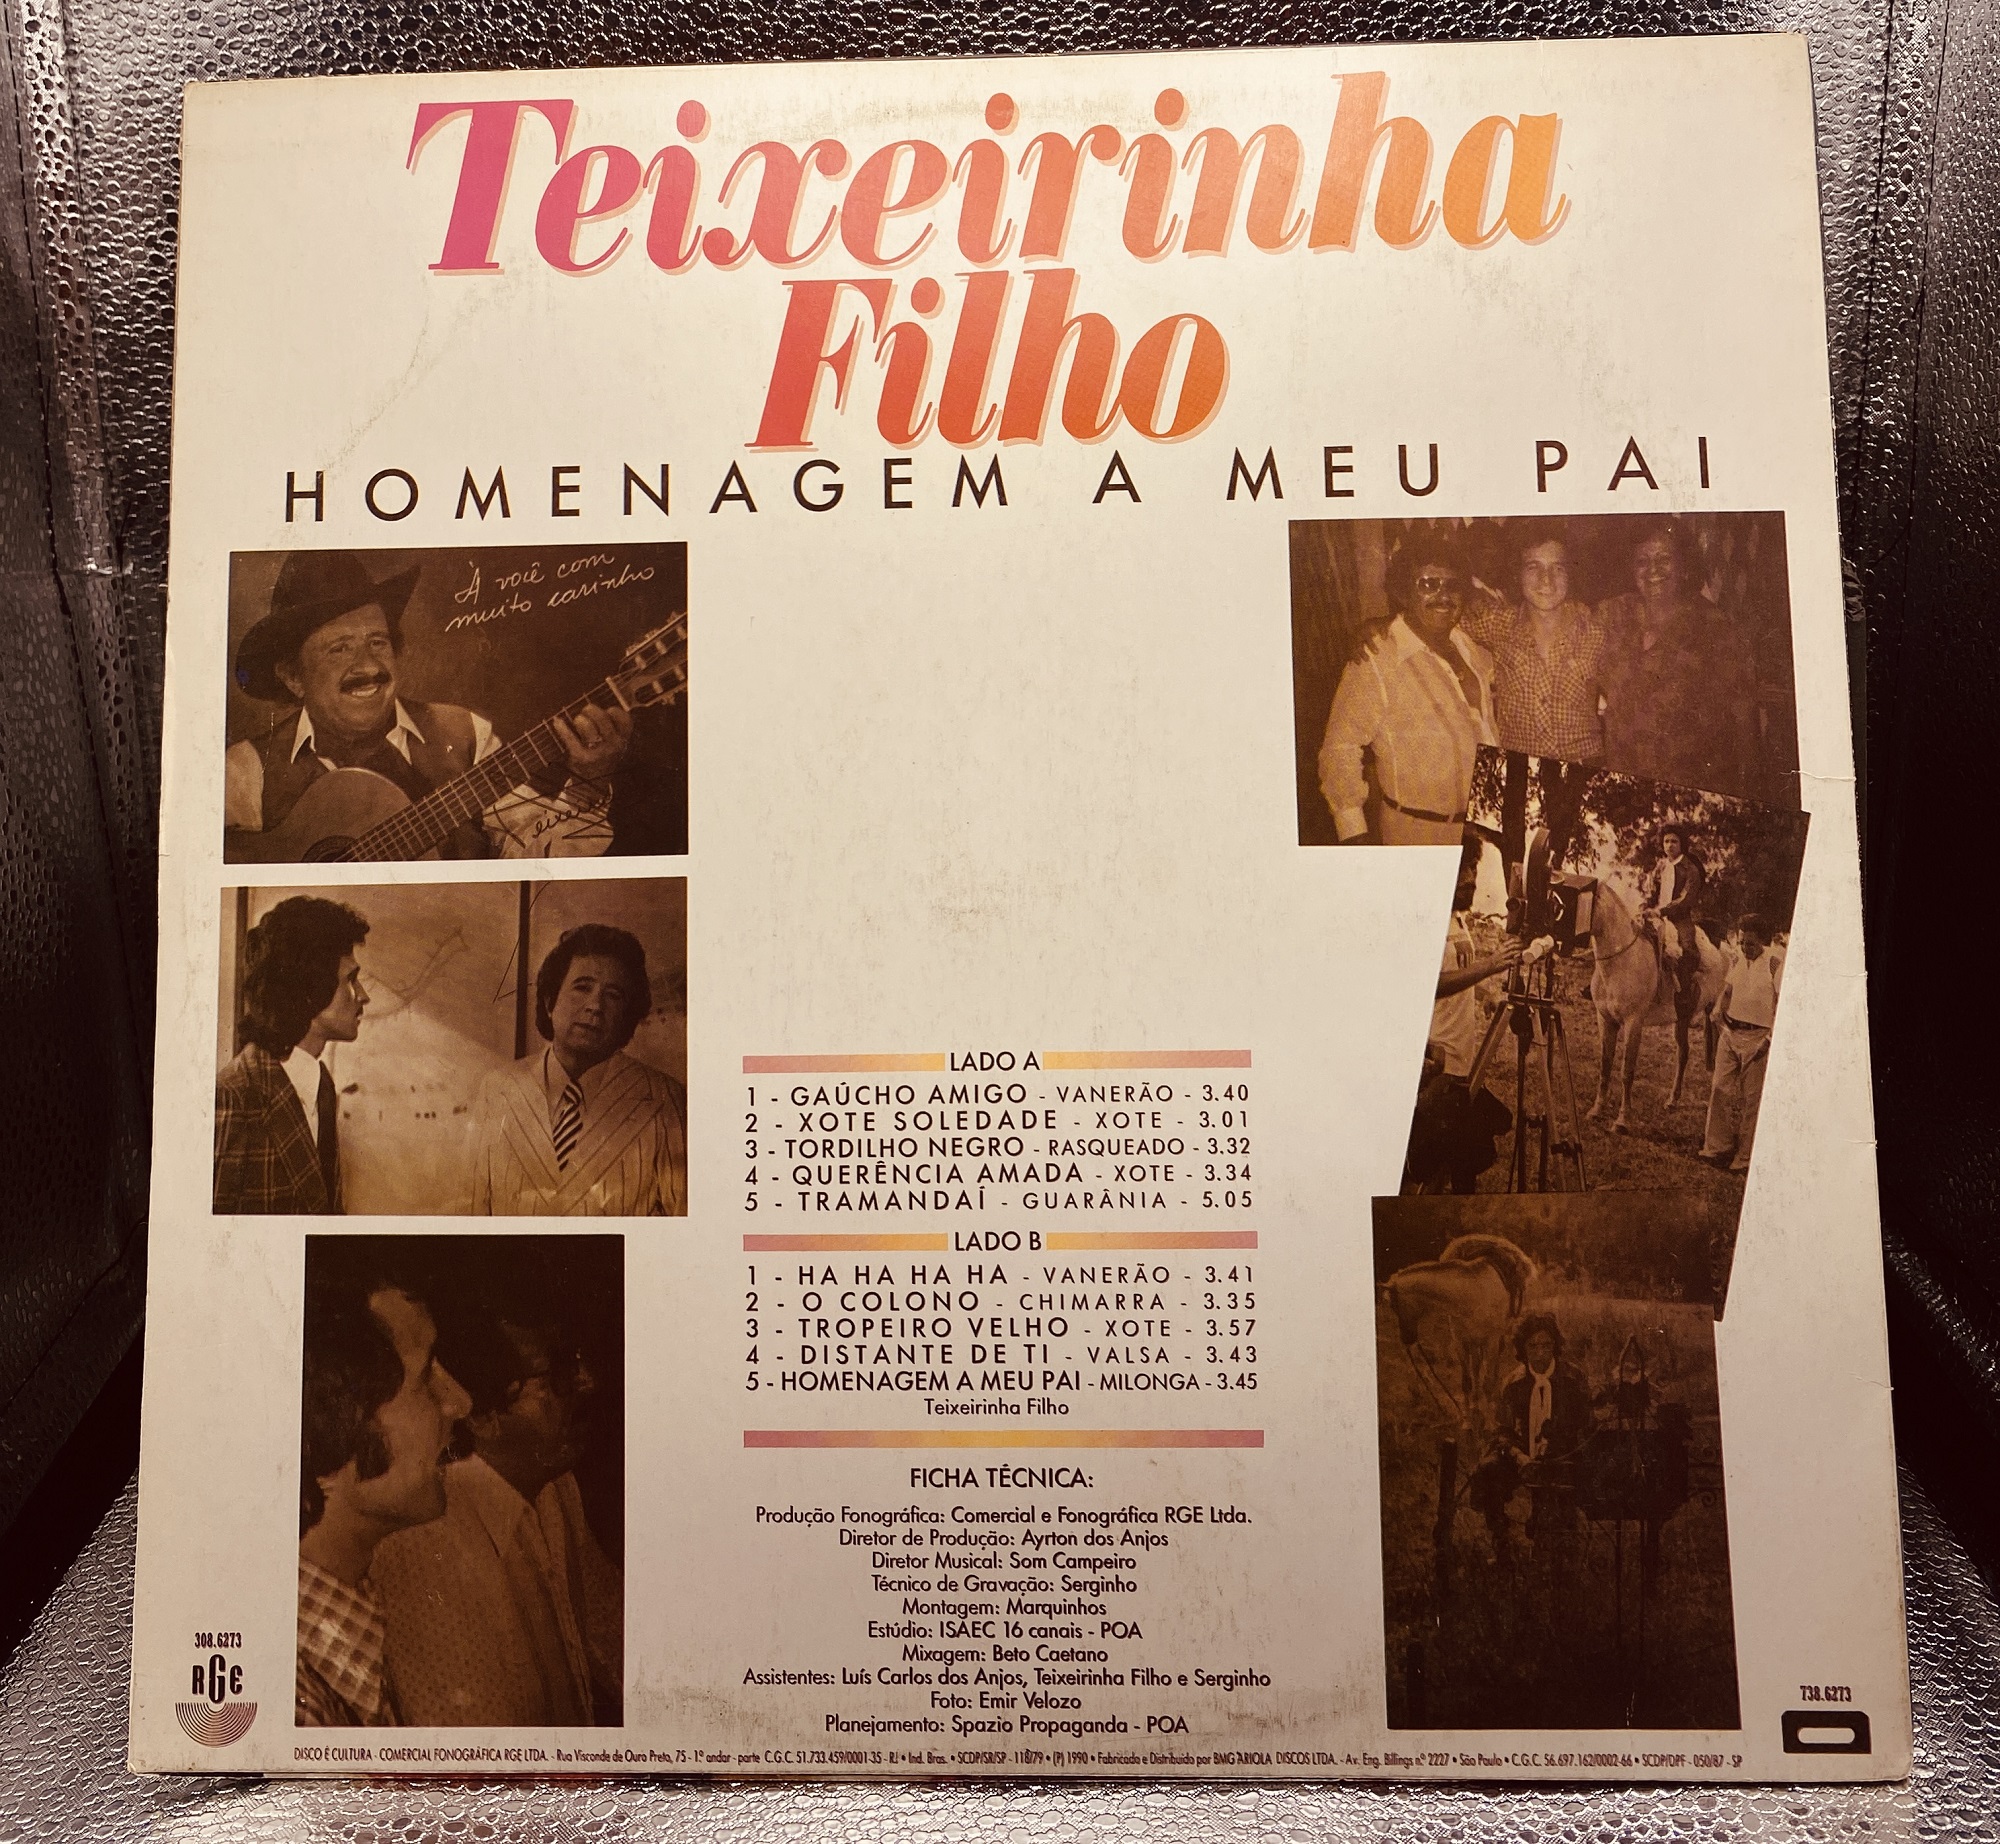 Teixeirinha
Filho
HOMENAGEM A MEU PAI
À você com
muito carinho
LADO A
1 - GAÚCHO AMIGO - VANERÃO - 3.40
2 - XOTE SOLEDADE - XOTE - 3.01
3 - TORDILHO NEGRO - RASQUEADO - 3.32
4 - QUERÊNCIA AMADA - XOTE - 3.34
5 - TRAMANDAÍ - GUARÂNIA - 5.05
LADO B
1 - HA HA HA HA - VANERÃO - 3.41
2 - O COLONO - CHIMARRA - 3.35
3 - TROPEIRO VELHO - XOTE - 3.57
4 - DISTANTE DE TI - VALSA - 3.43
5 - HOMENAGEM A MEU PAI - MILONGA - 3.45
Teixeirinha Filho
FICHA TÉCNICA:
Produção Fonográfica: Comercial e Fonográfica RGE Ltda.
Diretor de Produção: Ayrton dos Anjos
Diretor Musical: Som Campeiro
Técnico de Gravação: Serginho
Montagem: Marquinhos
Estúdio: ISAEC 16 canais - POA
Mixagem: Beto Caetano
Assistentes: Luís Carlos dos Anjos, Teixeirinha Filho e Serginho
Foto: Emir Velozo
Planejamento: Spazio Propaganda - POA
308.6273
RGE
738.6273
DISCO É CULTURA - COMERCIAL FONOGRÁFICA RGE LTDA. - Rua Visconde de Ouro Preto, 75 - 1º andar - parte C.G.C. 51.733.459/0001-35 - RJ • Ind. Bras. • SCDP/SR/SP - 118/79 • (P) 1990 • Fabricado e Distribuído por BMG ARIOLA DISCOS LTDA. - Av. Eng. Billings nº 2227 • São Paulo • C.G.C. 56.697.162/0002-66 • SCDP/DPF - 050/87 - SP